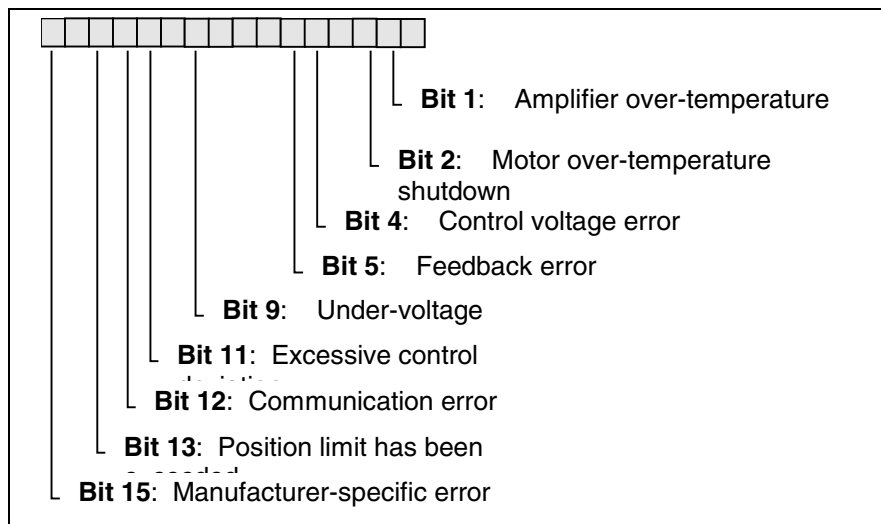 Bit 1: Amplifier over-temperature
Bit 2: Motor over-temperature
shutdown
Bit 4: Control voltage error
Bit 5: Feedback error
Bit 9: Under-voltage
Bit 11: Excessive control
Bit 12: Communication error
Bit 13: Position limit has been
Bit 15: Manufacturer-specific error